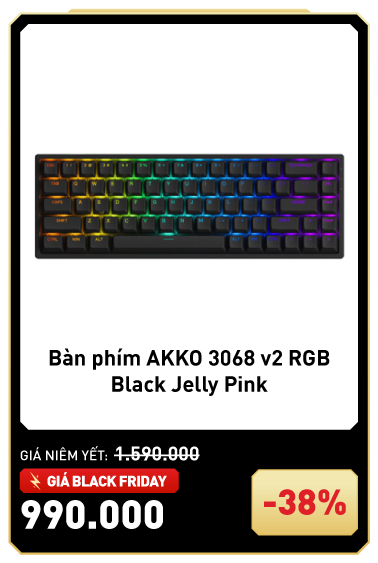 Bàn phím AKKO 3068 v2 RGB
Black Jelly Pink
GIÁ NIÊM YẾT: 1.590.000
GIÁ BLACK FRIDAY
990.000
-38%